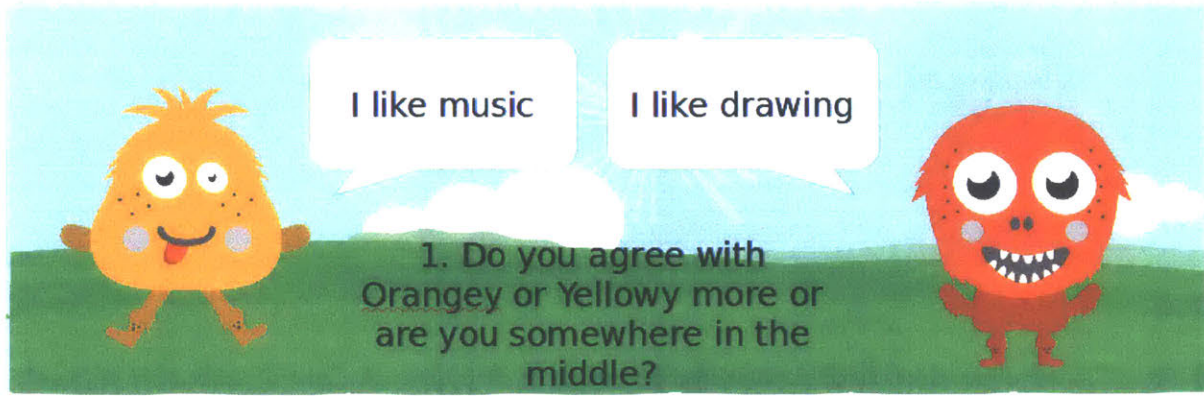 I like music
I like drawing
1. Do you agree with
Orangey or Yellowy more or
are you somewhere in the
middle?